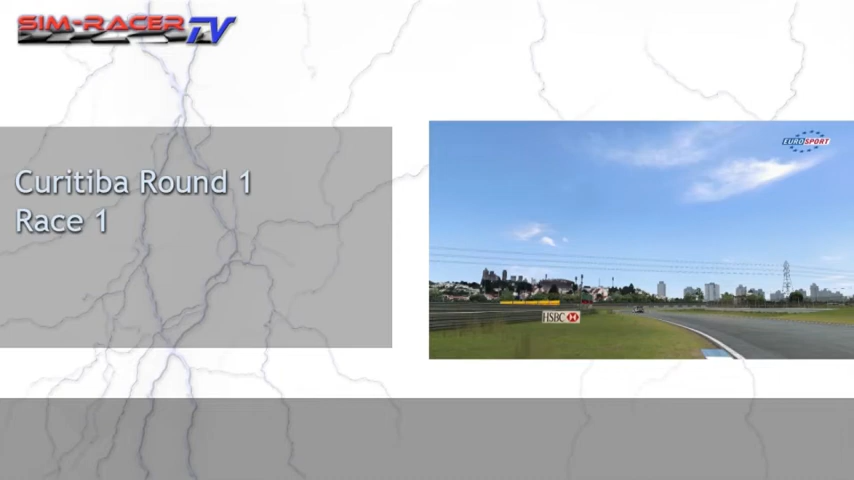 SIM-RACER TV
EUROSPORT
Curitiba Round 1
Race 1
HSBC